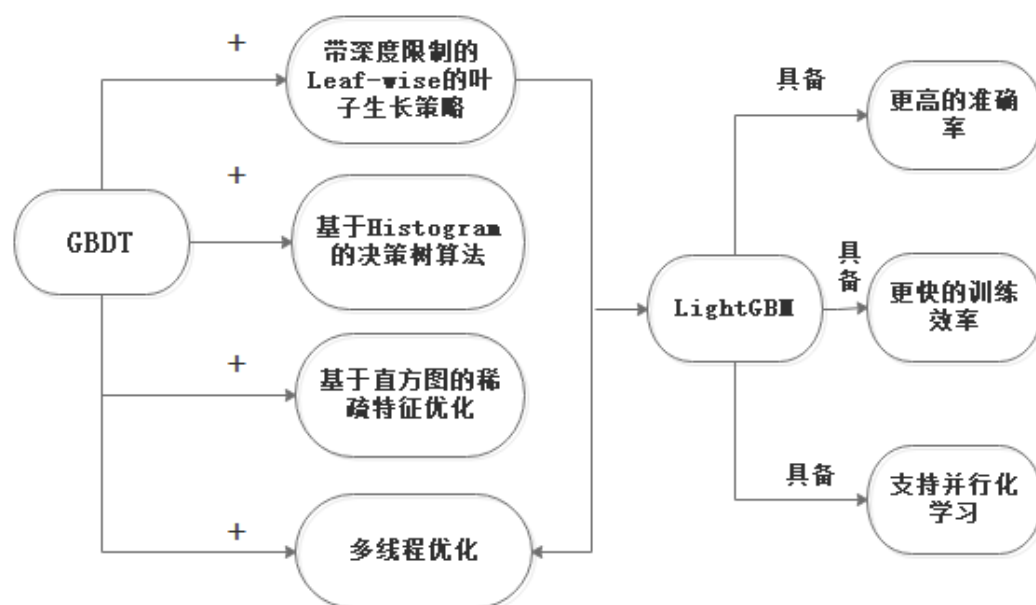 GBDT
+
带深度限制的
Leaf-wise的叶
子生长策略
+
基于Histogram
的决策树算法
+
基于直方图的稀
疏特征优化
+
多线程优化
LightGBM
具备
更高的准确
率
具备
更快的训练
效率
具备
支持并行化
学习